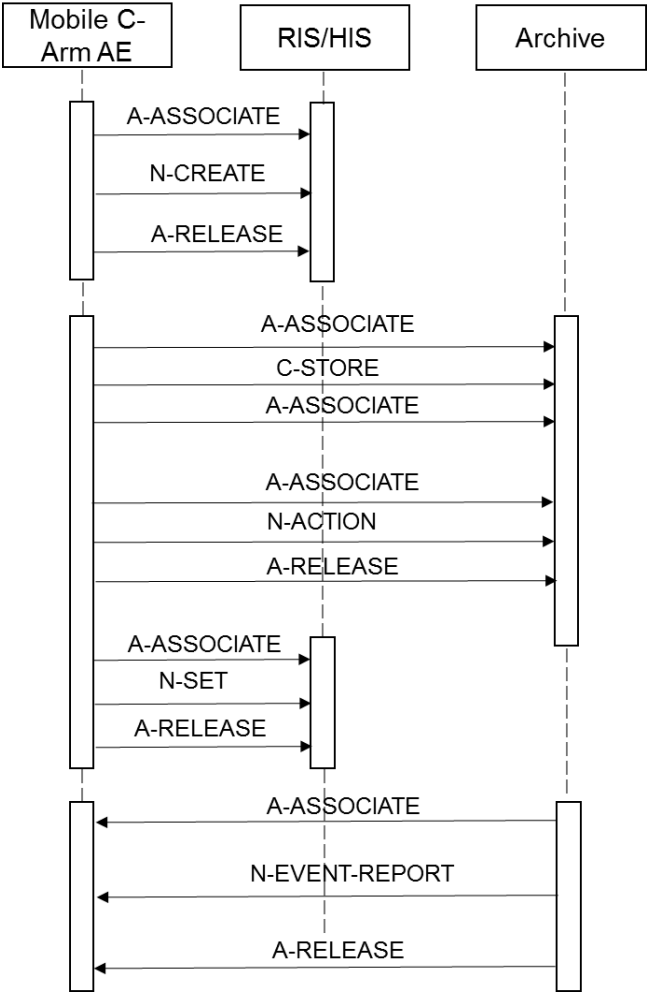 Mobile C-
Arm AE
RIS/HIS
Archive
A-ASSOCIATE
N-CREATE
A-RELEASE
A-ASSOCIATE
C-STORE
A-ASSOCIATE
A-ASSOCIATE
N-ACTION
A-RELEASE
A-ASSOCIATE
N-SET
A-RELEASE
A-ASSOCIATE
N-EVENT-REPORT
A-RELEASE